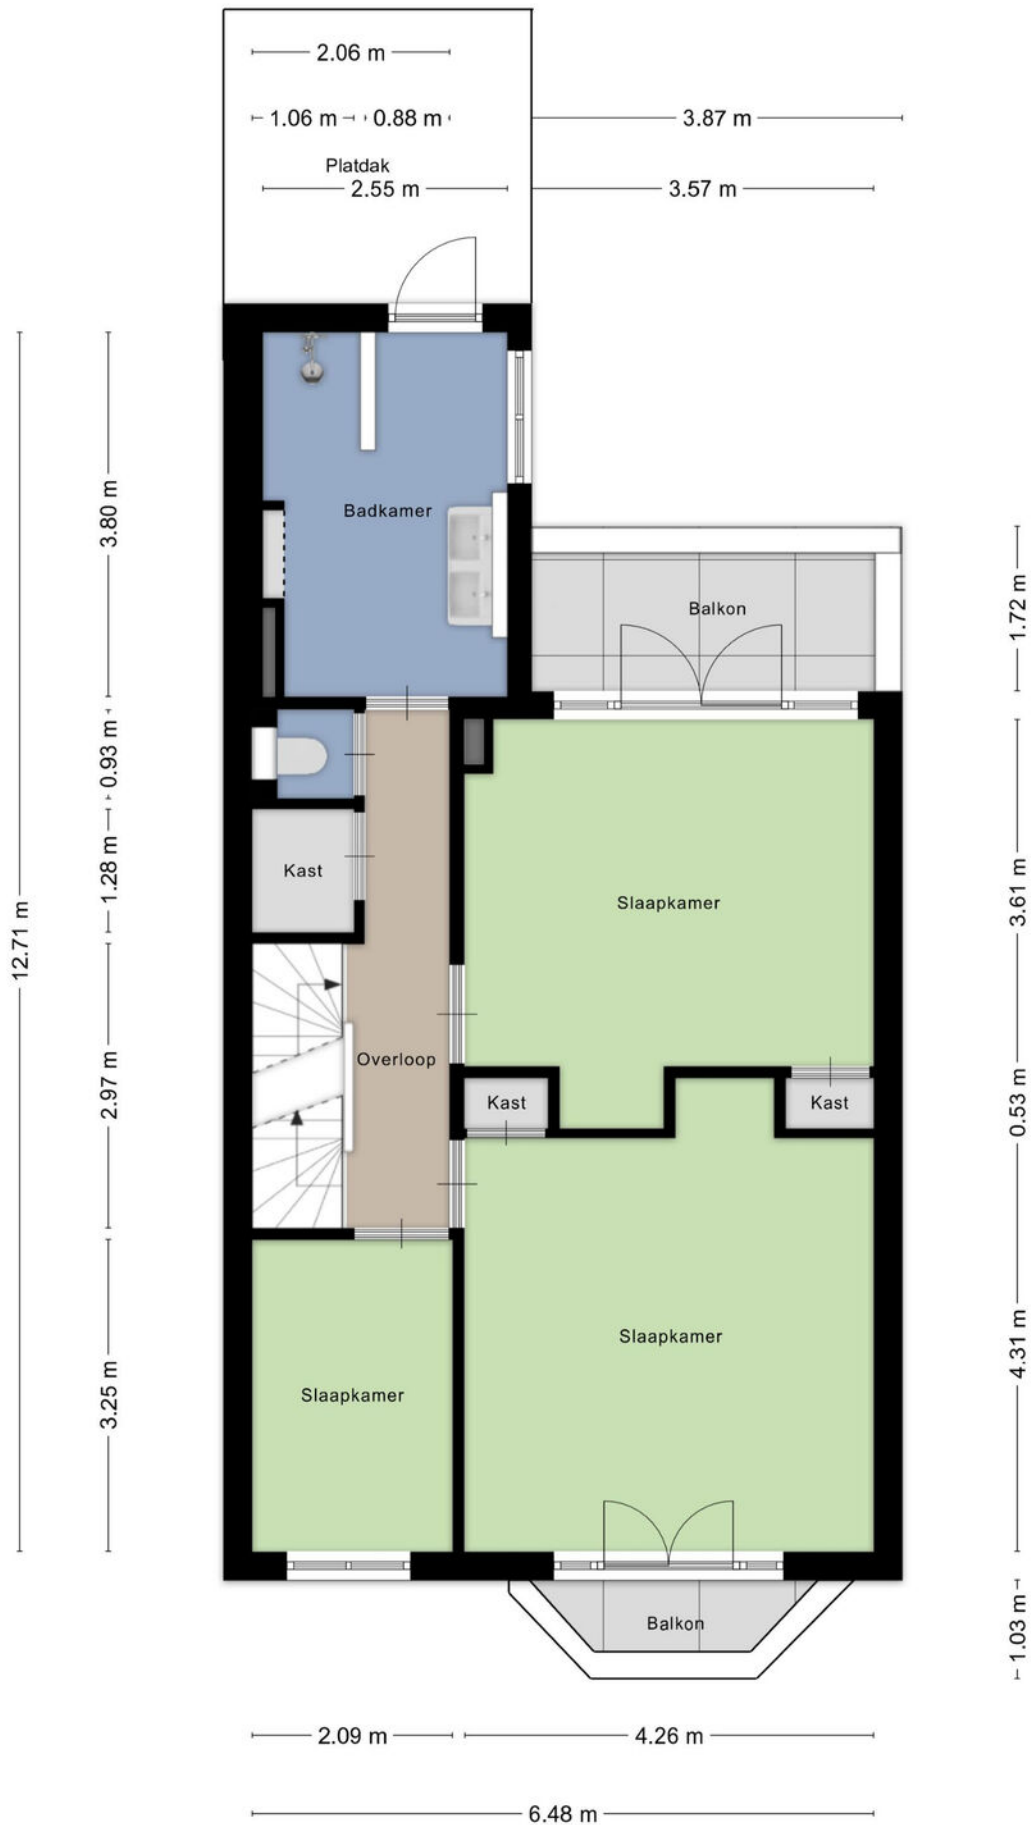 2.06 m
1.06 m
0.88 m
3.87 m
Platdak
2.55 m
3.57 m
3.80 m
Badkamer
1.72 m
Balkon
0.93 m
1.28 m
Kast
Slaapkamer
3.61 m
12.71 m
2.97 m
Overloop
Kast
Kast
0.53 m
Slaapkamer
4.31 m
3.25 m
Slaapkamer
Balkon
1.03 m
2.09 m
4.26 m
6.48 m